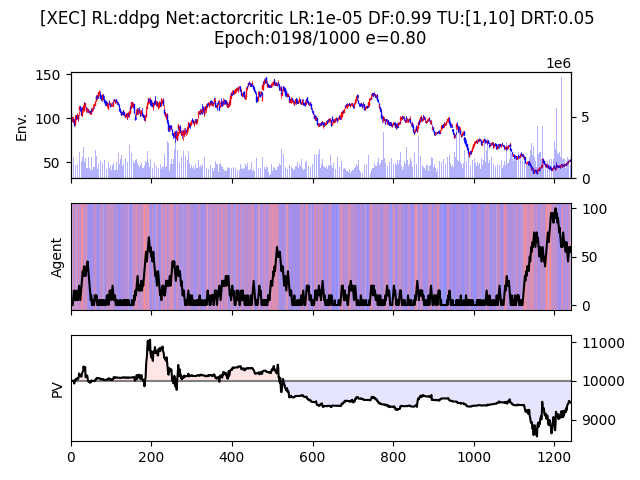 [XEC] RL:ddpg Net:actorcritic LR:1e-05 DF:0.99 TU:[1,10] DRT:0.05
Epoch:0198/1000 e=0.80
1e6
150
100
50
Env.
5
0
Agent
100
50
0
PV
11000
10000
9000
0 200 400 600 800 1000 1200